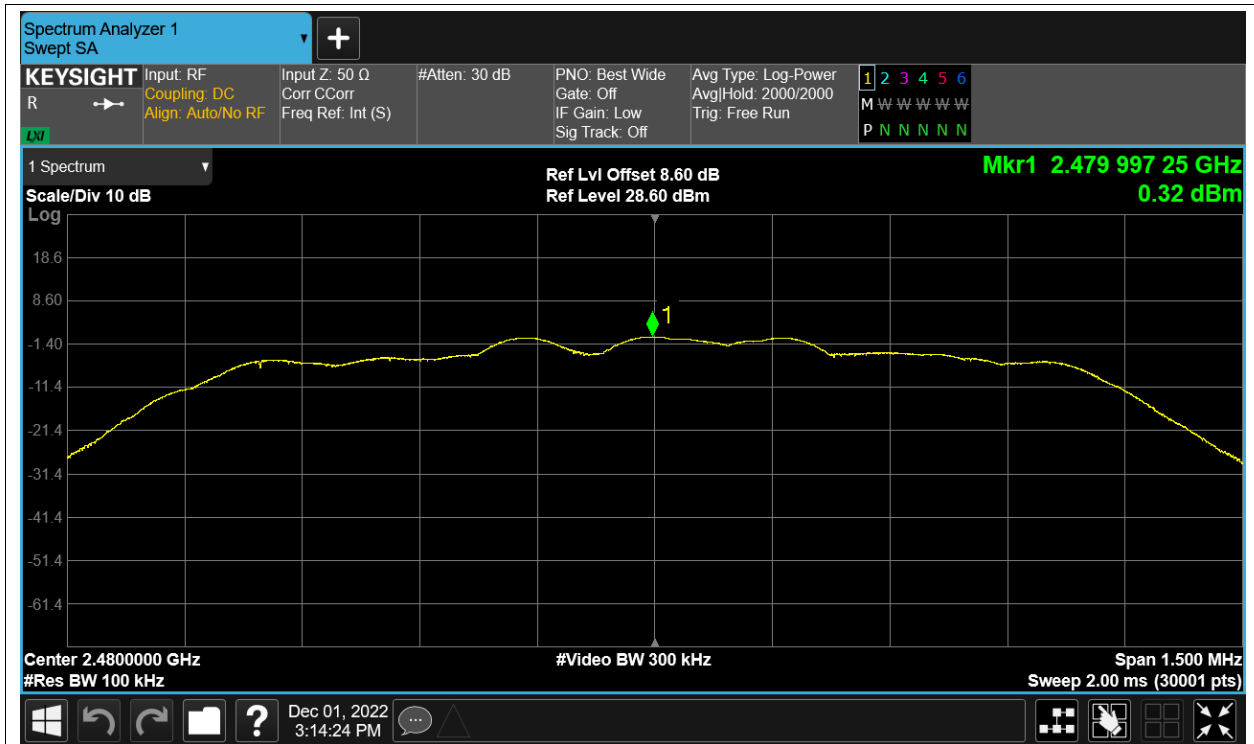 Spectrum Analyzer 1
Swept SA
KEYSIGHT
R
LXI
Input: RF
Coupling: DC
Align: Auto/No RF
Input Z: 50 Ω
Corr CCorr
Freq Ref: Int (S)
#Atten: 30 dB
PNO: Best Wide
Gate: Off
IF Gain: Low
Sig Track: Off
Avg Type: Log-Power
Avg|Hold: 2000/2000
Trig: Free Run
1 2 3 4 5 6
M W W W W W
P N N N N N
1 Spectrum
Scale/Div 10 dB
Log
Ref Lvl Offset 8.60 dB
Ref Level 28.60 dBm
Mkr1 2.479 997 25 GHz
0.32 dBm
18.6
8.60
1
-1.40
-11.4
-21.4
-31.4
-41.4
-51.4
-61.4
Center 2.4800000 GHz
#Res BW 100 kHz
#Video BW 300 kHz
Span 1.500 MHz
Sweep 2.00 ms (30001 pts)
?
Dec 01, 2022
3:14:24 PM